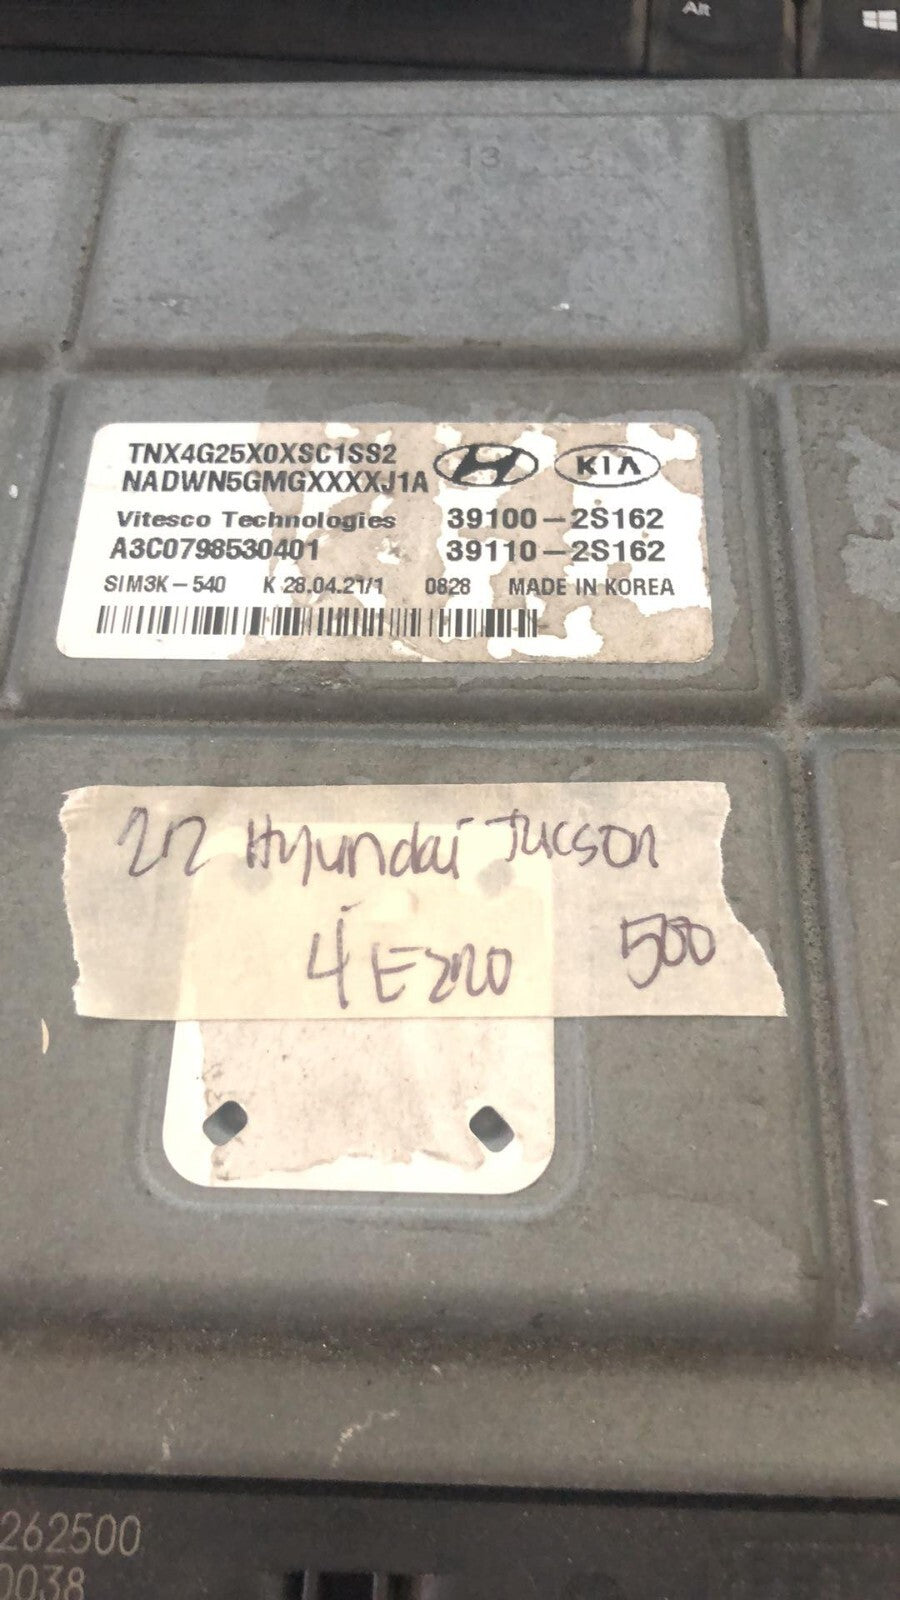 Alt
13
TNX4G25X0XSC1SS2
NADWN5GMGXXXXJ1A
KIA
Vitesco Technologies 39100-2S162
A3C0798530401 39110-2S162
SIM3K-540 K 28.04.21/1 0828 MADE IN KOREA
22 Hyundai Tucson
500
262500
0038